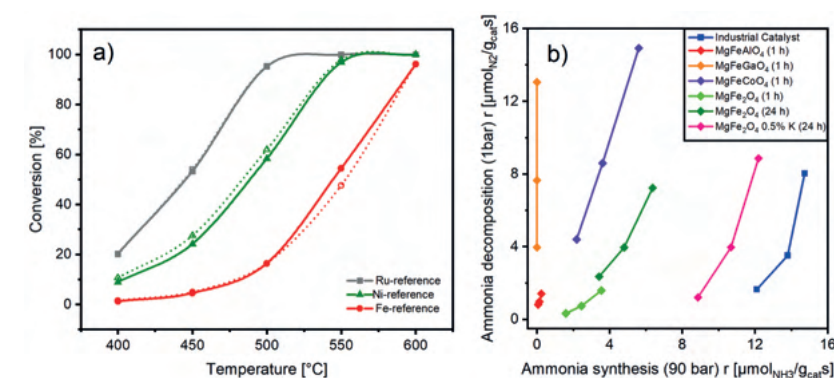 a)
Conversion [%]
100
80
60
40
20
0
Ru-reference
Ni-reference
Fe-reference
400 450 500 550 600
Temperature [°C]
b)
Ammonia decomposition (1bar) r [µmolN2/gcats]
16
12
8
4
0
Industrial Catalyst
MgFeAlO4 (1 h)
MgFeGaO4 (1 h)
MgFeCoO4 (1 h)
MgFe2O4 (1 h)
MgFe2O4 (24 h)
MgFe2O4 0.5% K (24 h)
0 4 8 12 16
Ammonia synthesis (90 bar) r [µmolNH3/gcats]